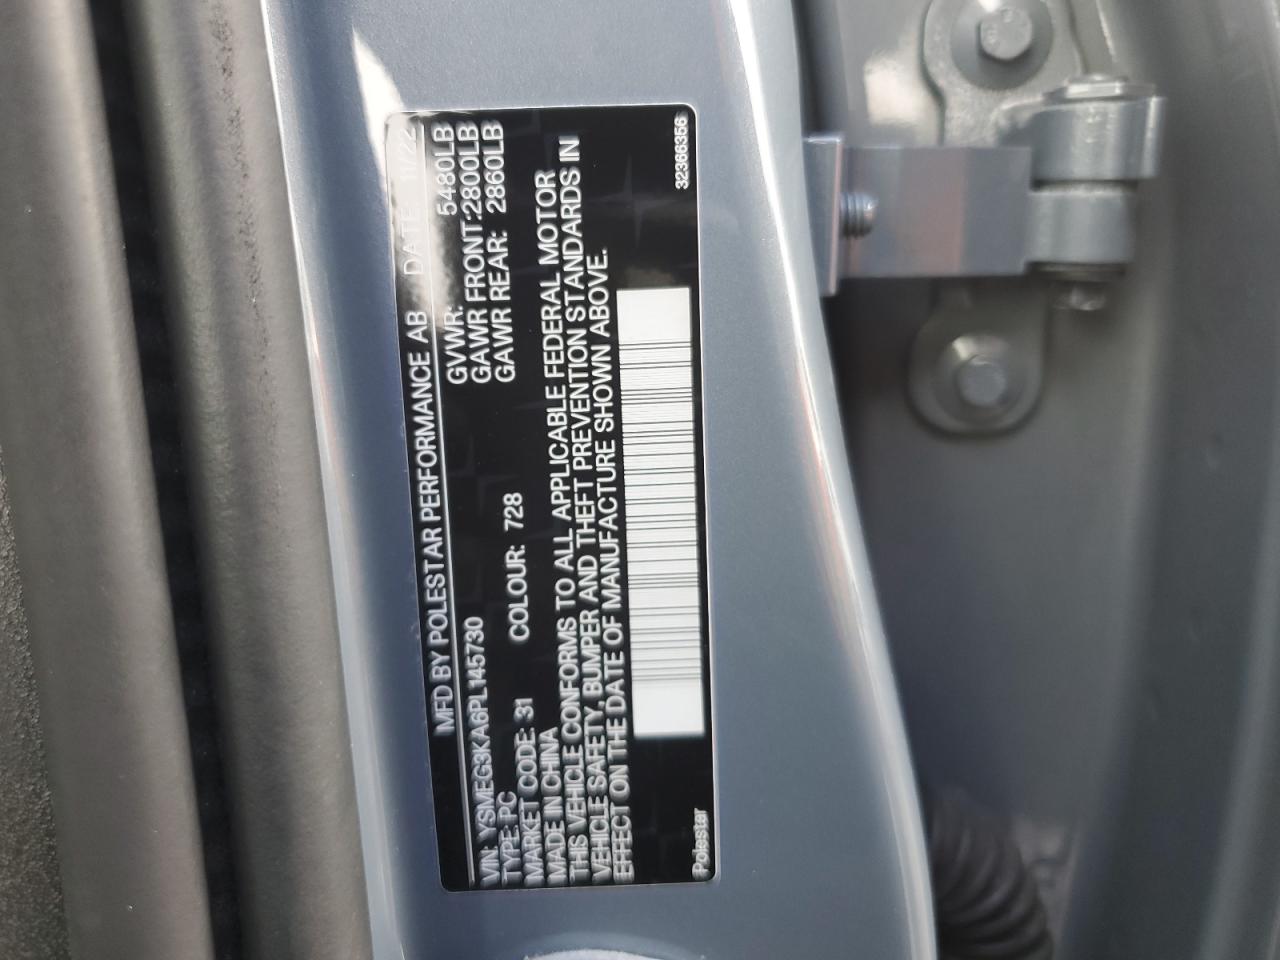 MFD BY POLESTAR PERFORMANCE AB DATE 11/22
VIN: YSMEG3KA6PL145730 GVWR: 5480LB
TYPE: PC GAWR FRONT: 2800LB
MARKET CODE: 31 COLOUR: 728 GAWR REAR: 2860LB
MADE IN CHINA
THIS VEHICLE CONFORMS TO ALL APPLICABLE FEDERAL MOTOR
VEHICLE SAFETY, BUMPER AND THEFT PREVENTION STANDARDS IN
EFFECT ON THE DATE OF MANUFACTURE SHOWN ABOVE.
Polestar 32366356